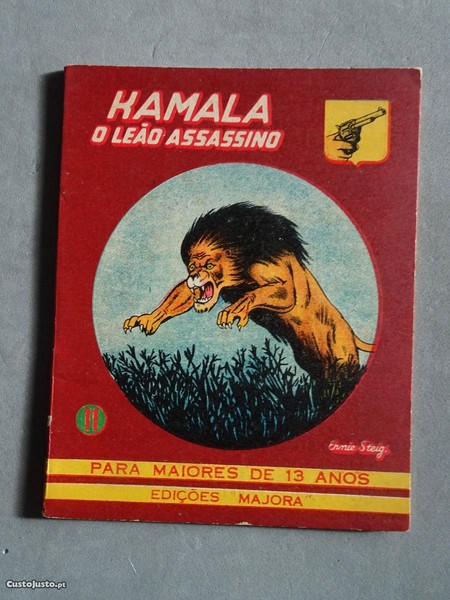 KAMALA
O LEÃO ASSASSINO
11
Ernie Steig.
PARA MAIORES DE 13 ANOS
EDIÇÕES MAJORA
CustoJusto.pt